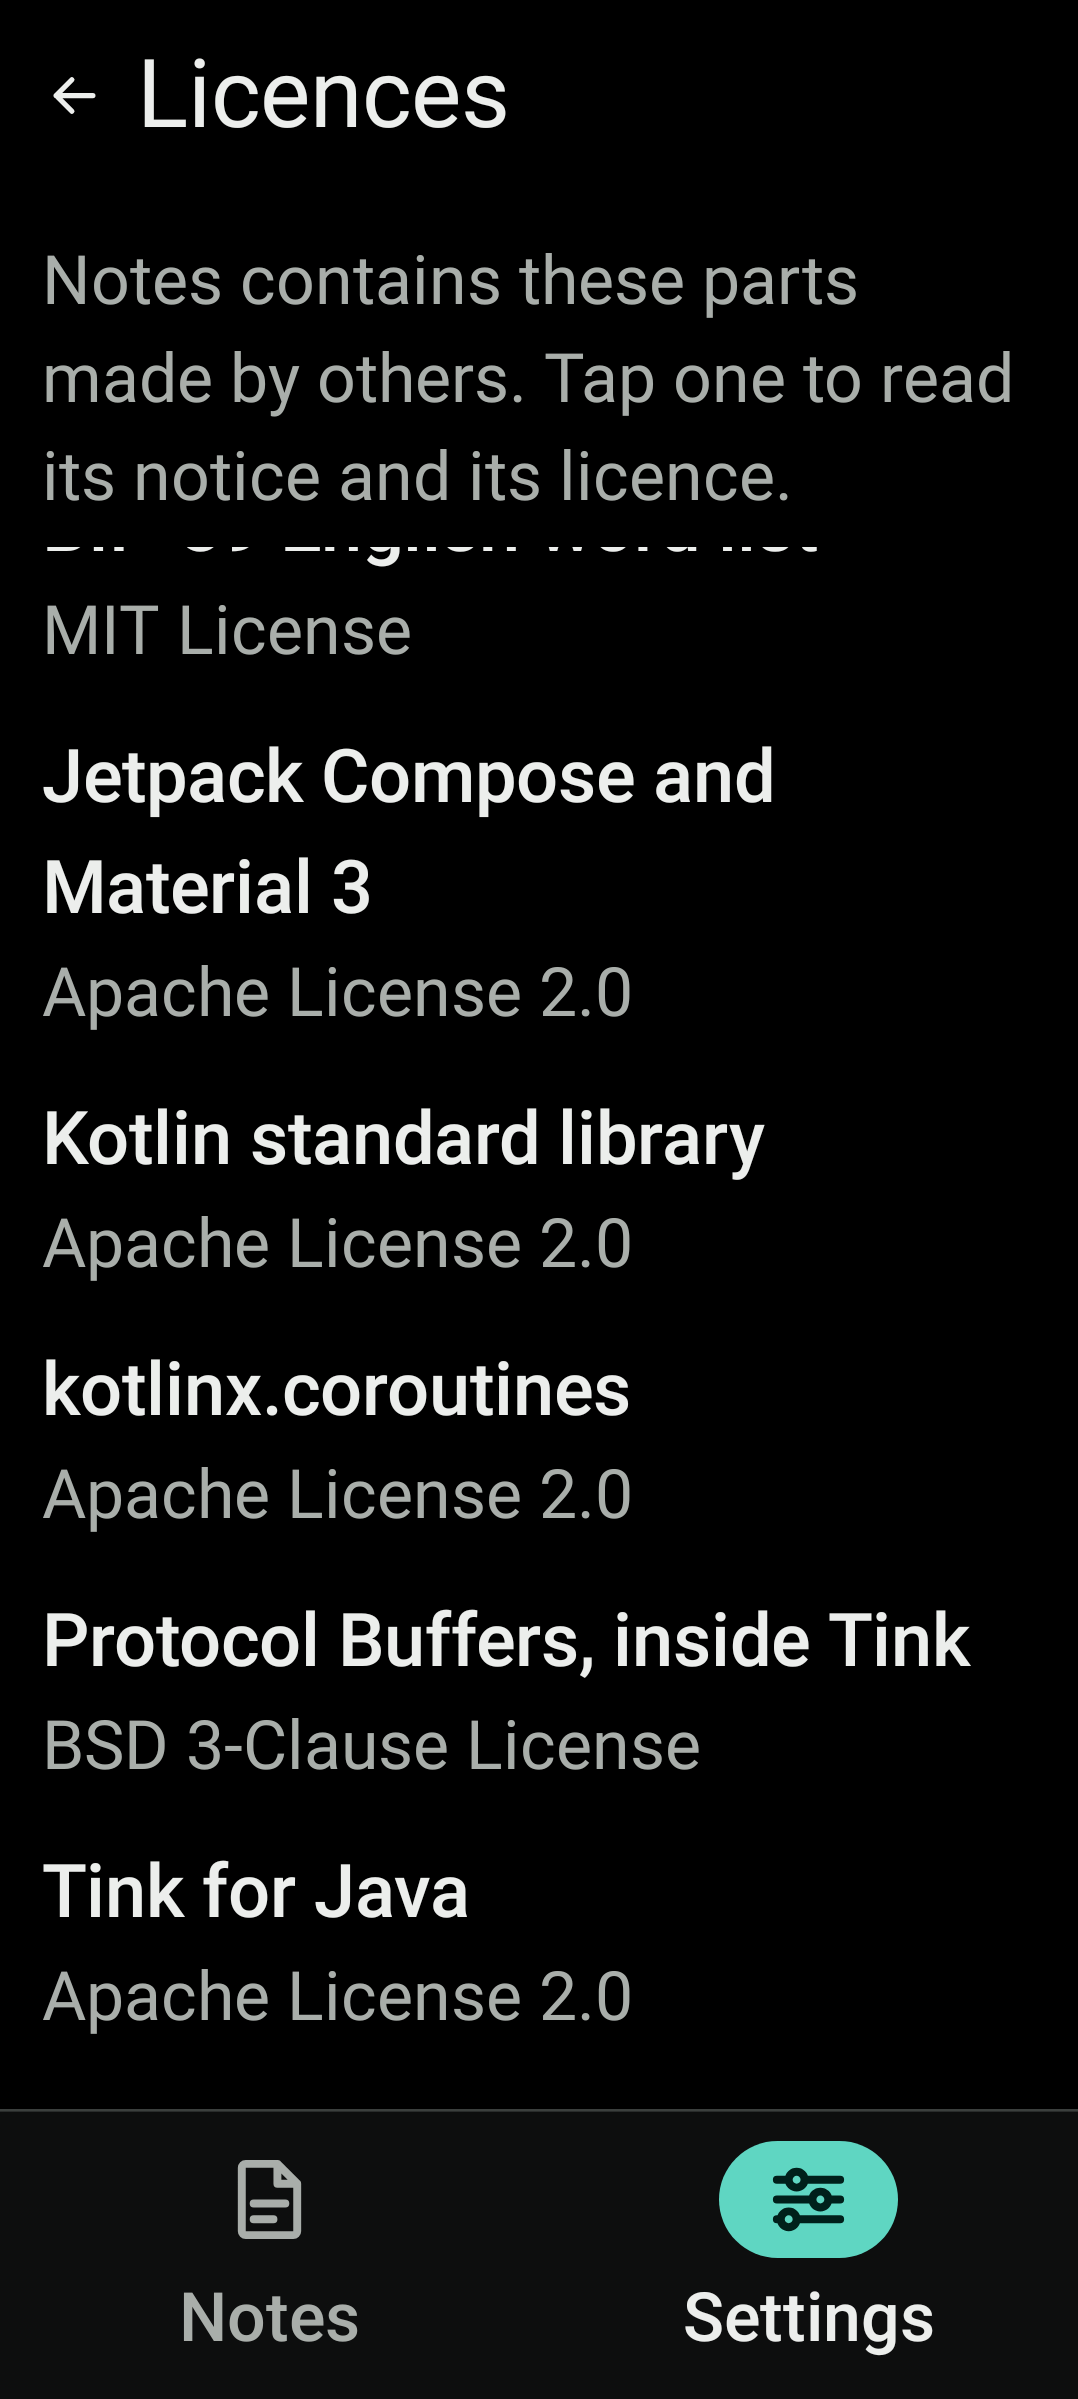 Licences
Notes contains these parts
made by others. Tap one to read
its notice and its licence.
English word list
MIT License
Jetpack Compose and
Material 3
Apache License 2.0
Kotlin standard library
Apache License 2.0
kotlinx.coroutines
Apache License 2.0
Protocol Buffers, inside Tink
BSD 3-Clause License
Tink for Java
Apache License 2.0
Notes
Settings